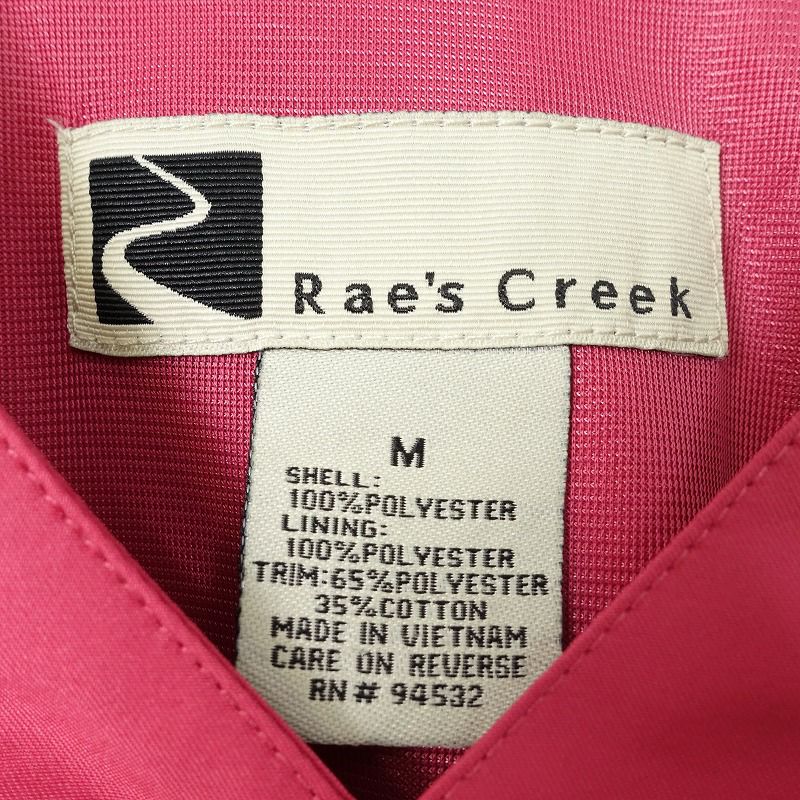 Rae's Creek
M
SHELL:
100%POLYESTER
LINING:
100%POLYESTER
TRIM:65%POLYESTER
35%COTTON
MADE IN VIETNAM
CARE ON REVERSE
RN# 94532